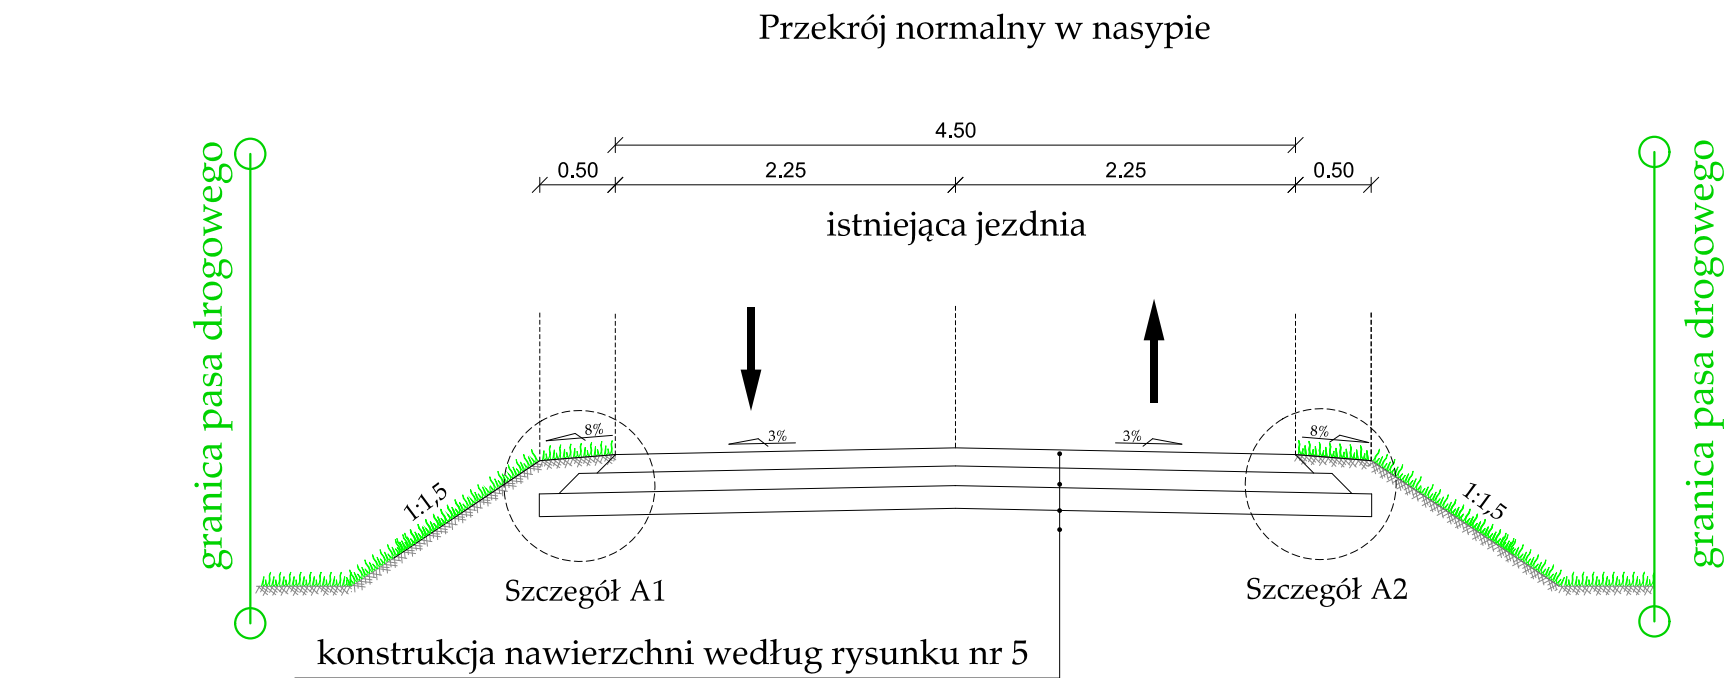 Przekrój normalny w nasypie
4.50
0.50 2.25 2.25 0.50
istniejąca jezdnia
granica pasa drogowego
granica pasa drogowego
8% 3% 3% 8%
1:1,5
1:1,5
Szczegół A1
Szczegół A2
konstrukcja nawierzchni według rysunku nr 5